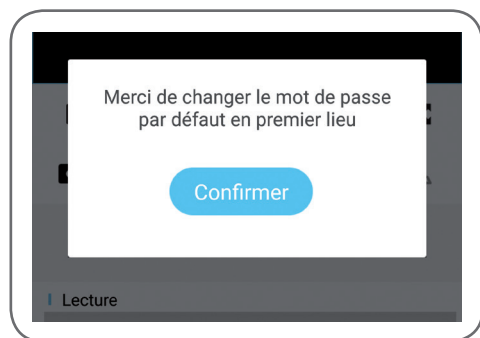 Merci de changer le mot de passe
par défaut en premier lieu
Confirmer
Lecture